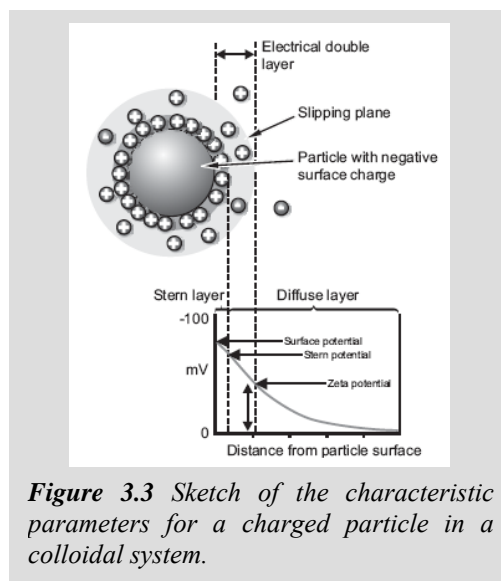 Electrical double
layer
Slipping plane
Particle with negative
surface charge
Stern layer
Diffuse layer
-100
Surface potential
Stern potential
mV
Zeta potential
0
Distance from particle surface
Figure 3.3 Sketch of the characteristic
parameters for a charged particle in a
colloidal system.